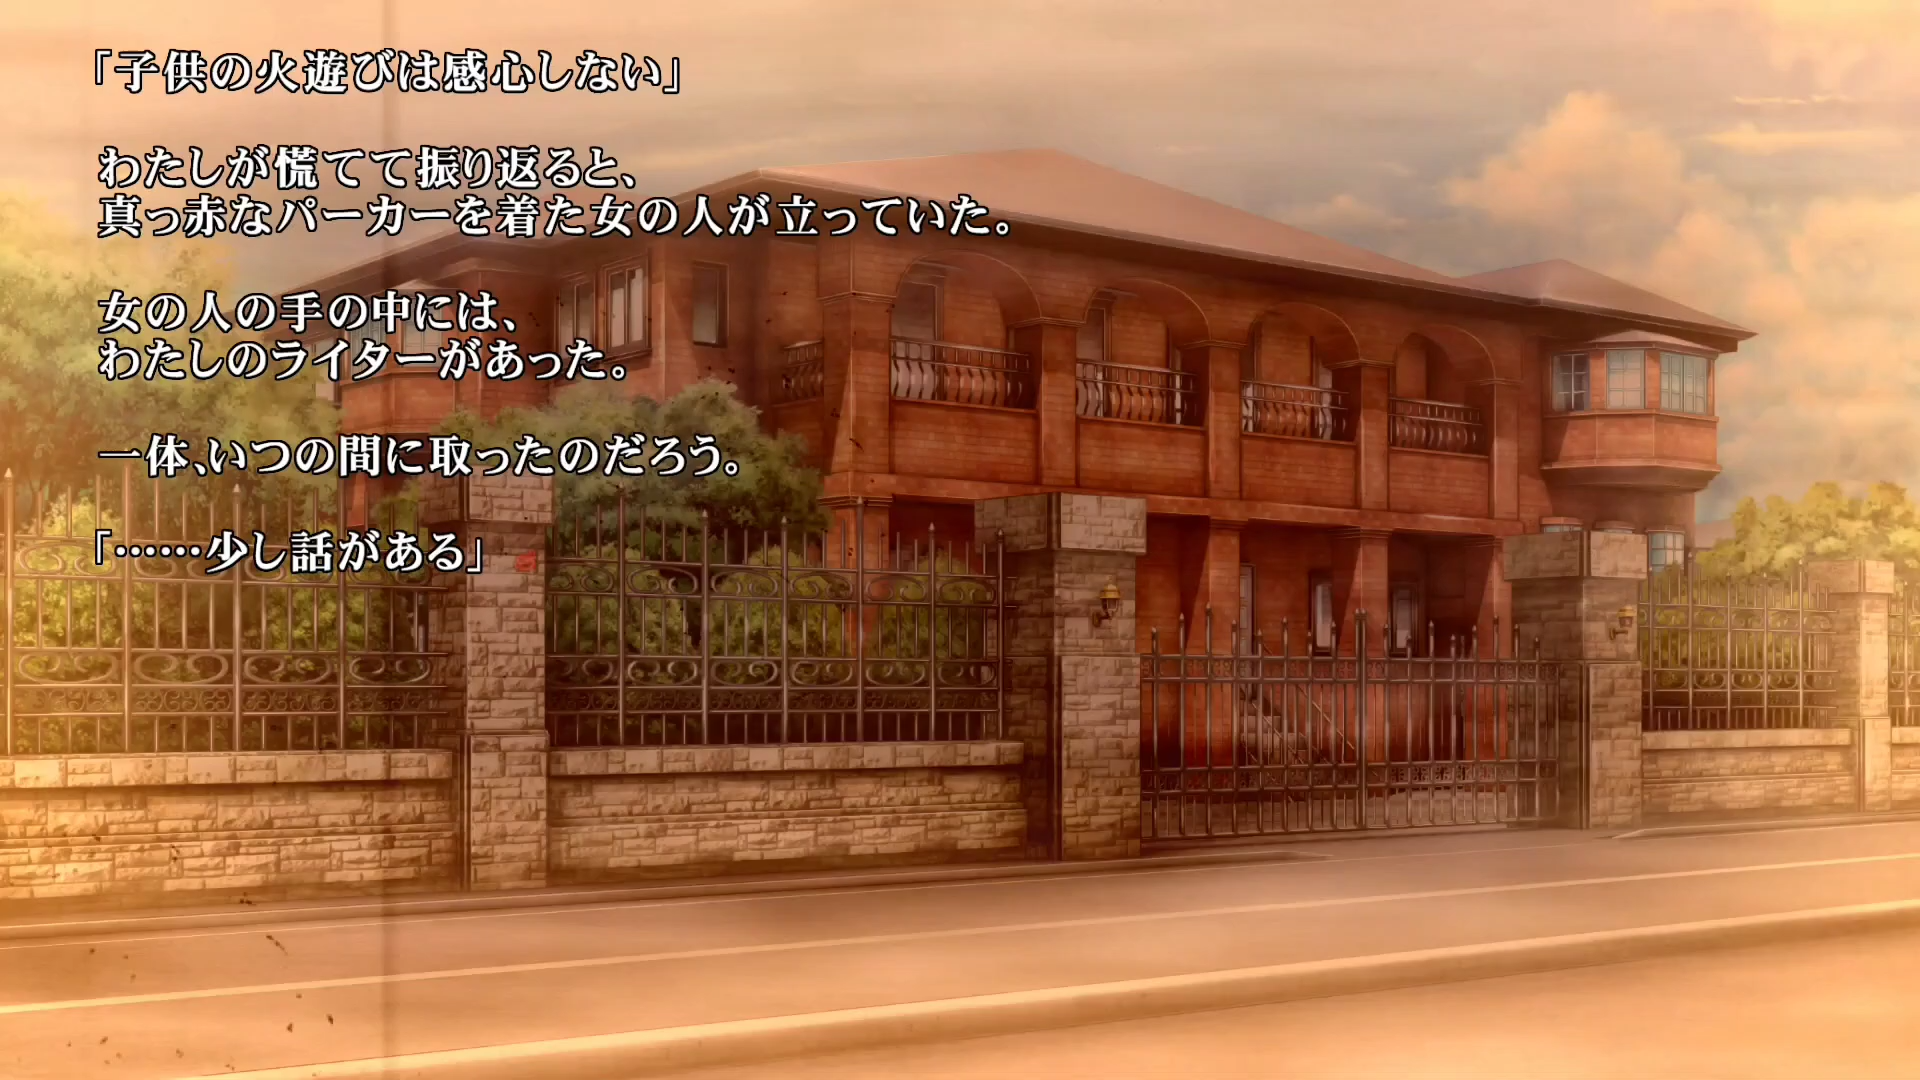 「子供の火遊びは感心しない」
わたしが慌てて振り返ると、
真っ赤なパーカーを着た女の人が立っていた。
女の人の手の中には、
わたしのライターがあった。
一体、いつの間に取ったのだろう。
「……少し話がある」